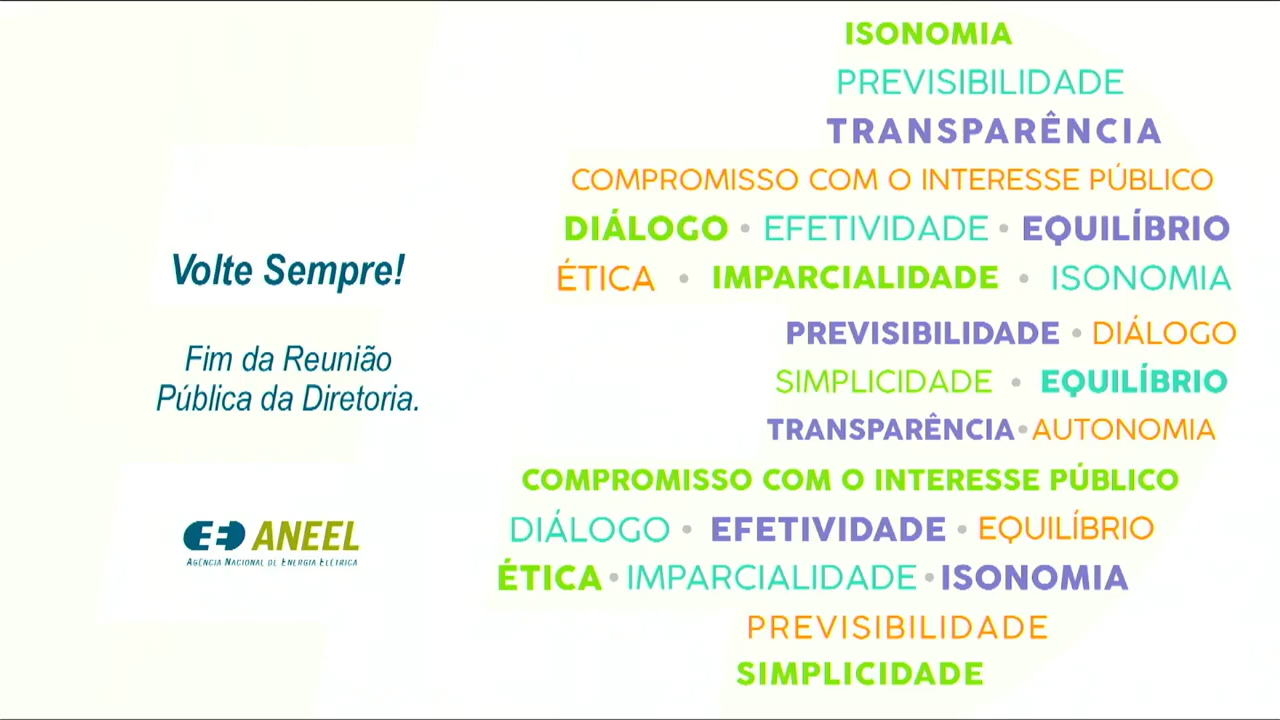 Volte Sempre!
Fim da Reunião
Pública da Diretoria.
ANEEL
AGÊNCIA NACIONAL DE ENERGIA ELÉTRICA
ISONOMIA
PREVISIBILIDADE
TRANSPARÊNCIA
COMPROMISSO COM O INTERESSE PÚBLICO
DIÁLOGO • EFETIVIDADE • EQUILÍBRIO
ÉTICA • IMPARCIALIDADE • ISONOMIA
PREVISIBILIDADE • DIÁLOGO
SIMPLICIDADE • EQUILÍBRIO
TRANSPARÊNCIA • AUTONOMIA
COMPROMISSO COM O INTERESSE PÚBLICO
DIÁLOGO • EFETIVIDADE • EQUILÍBRIO
ÉTICA • IMPARCIALIDADE • ISONOMIA
PREVISIBILIDADE
SIMPLICIDADE